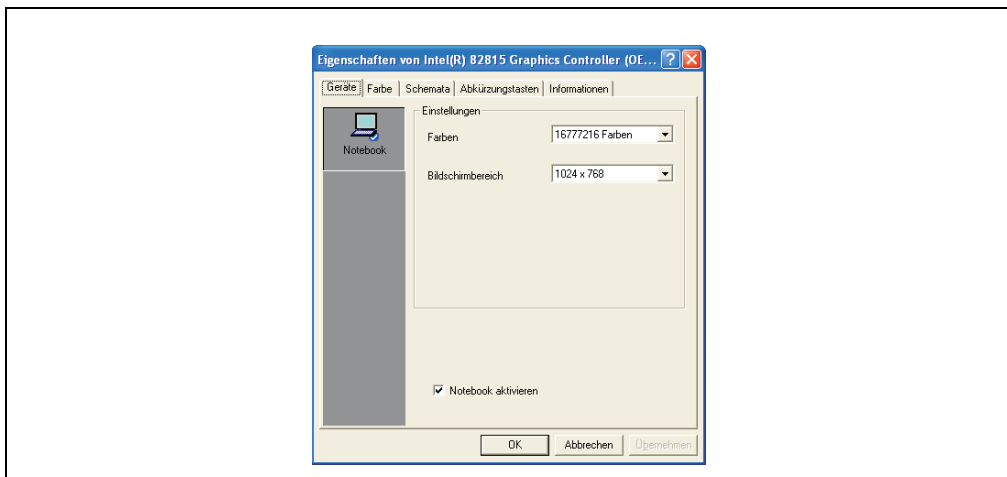 Eigenschaften von Intel(R) 82815 Graphics Controller (OE...
Geräte Farbe Schemata Abkürzungstasten Informationen
Notebook
Einstellungen
Farben 16777216 Farben
Bildschirmbereich 1024 x 768
Notebook aktivieren
OK Abbrechen Übernehmen